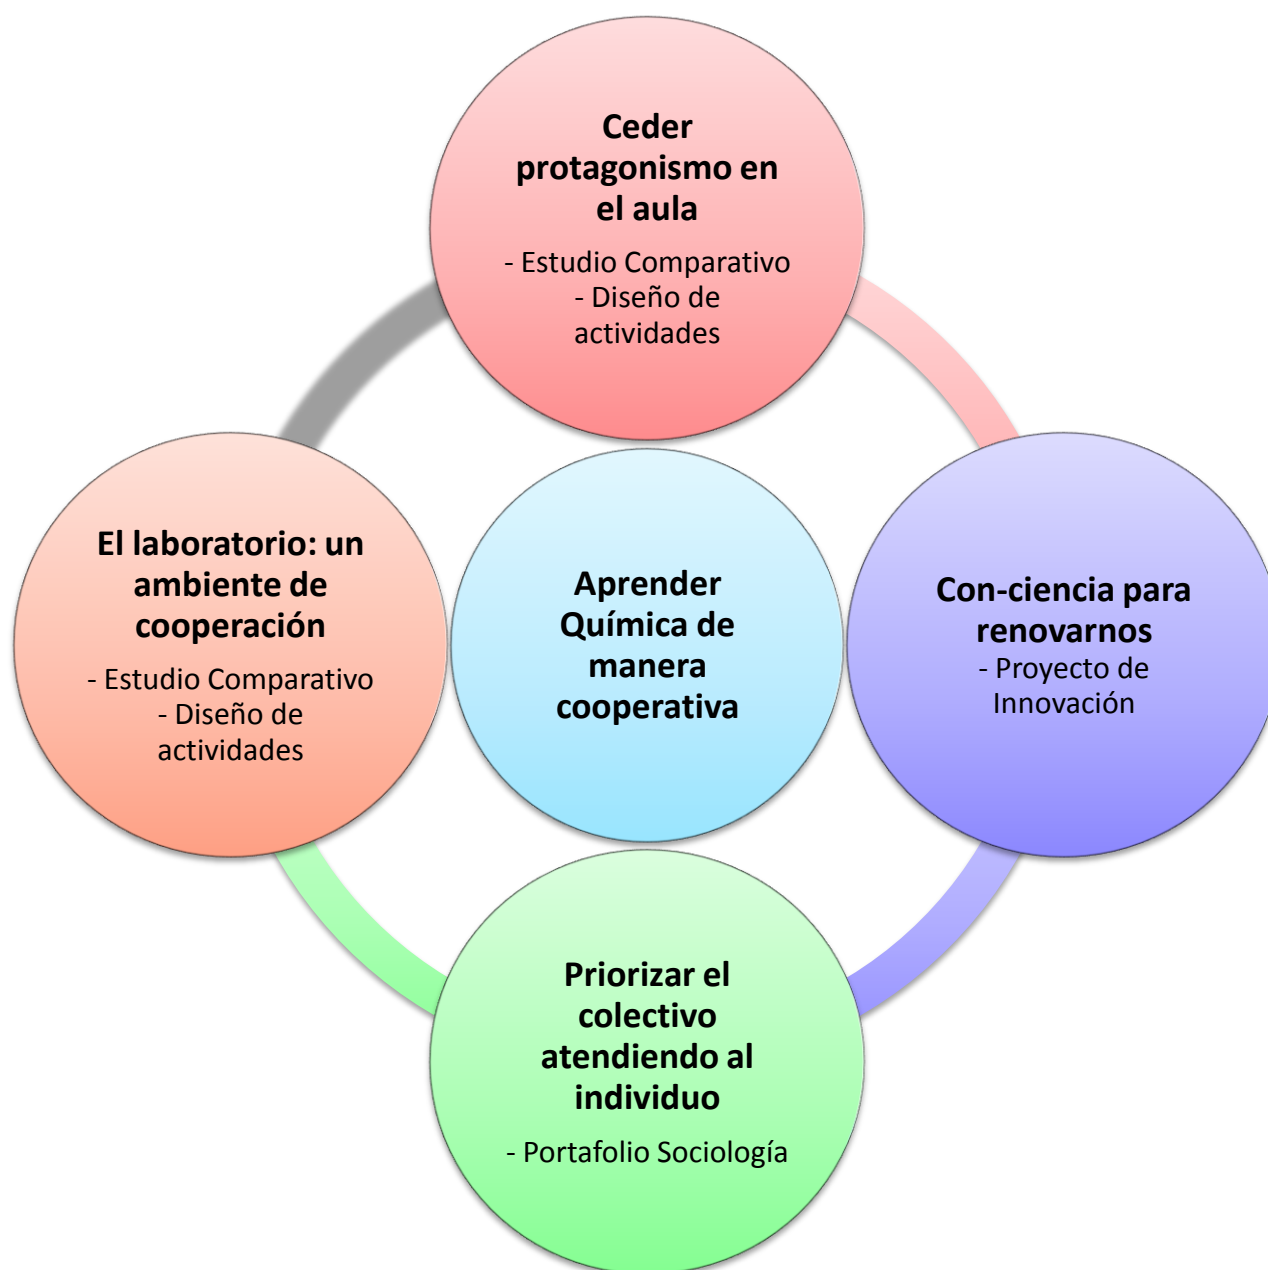 Ceder
protagonismo en
el aula
- Estudio Comparativo
- Diseño de
actividades
El laboratorio: un
ambiente de
cooperación
- Estudio Comparativo
- Diseño de
actividades
Aprender
Química de
manera
cooperativa
Con-ciencia para
renovarnos
- Proyecto de
Innovación
Priorizar el
colectivo
atendiendo al
individuo
- Portafolio Sociología